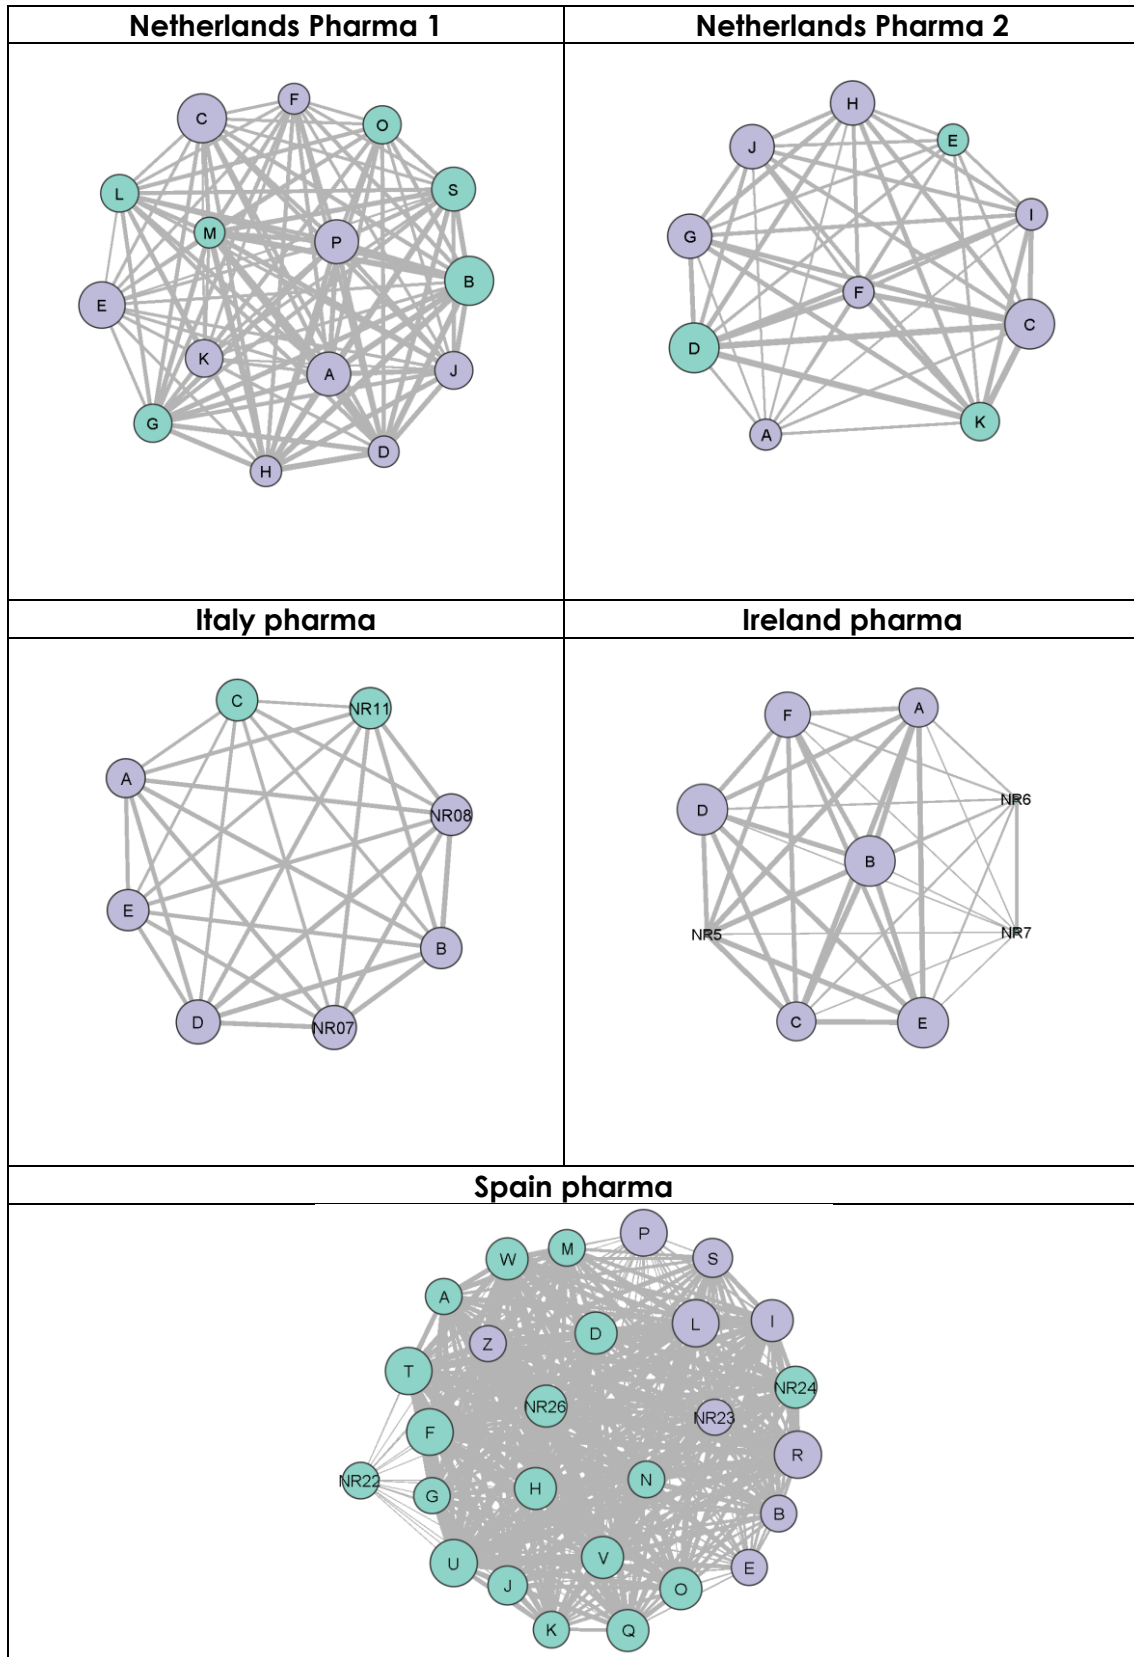 Netherlands Pharma 1
Netherlands Pharma 2
F
C
O
L
S
M
P
B
E
K
A
J
G
D
H
H
E
J
I
G
F
C
D
K
A
Italy pharma
Ireland pharma
C
NR11
A
NR08
E
B
D
NR07
F
A
NR6
D
B
NR5
NR7
C
E
Spain pharma
P
M
W
S
A
I
L
D
Z
T
NR24
NR26
NR23
F
R
NR22
N
H
G
B
V
U
E
J
O
K
Q